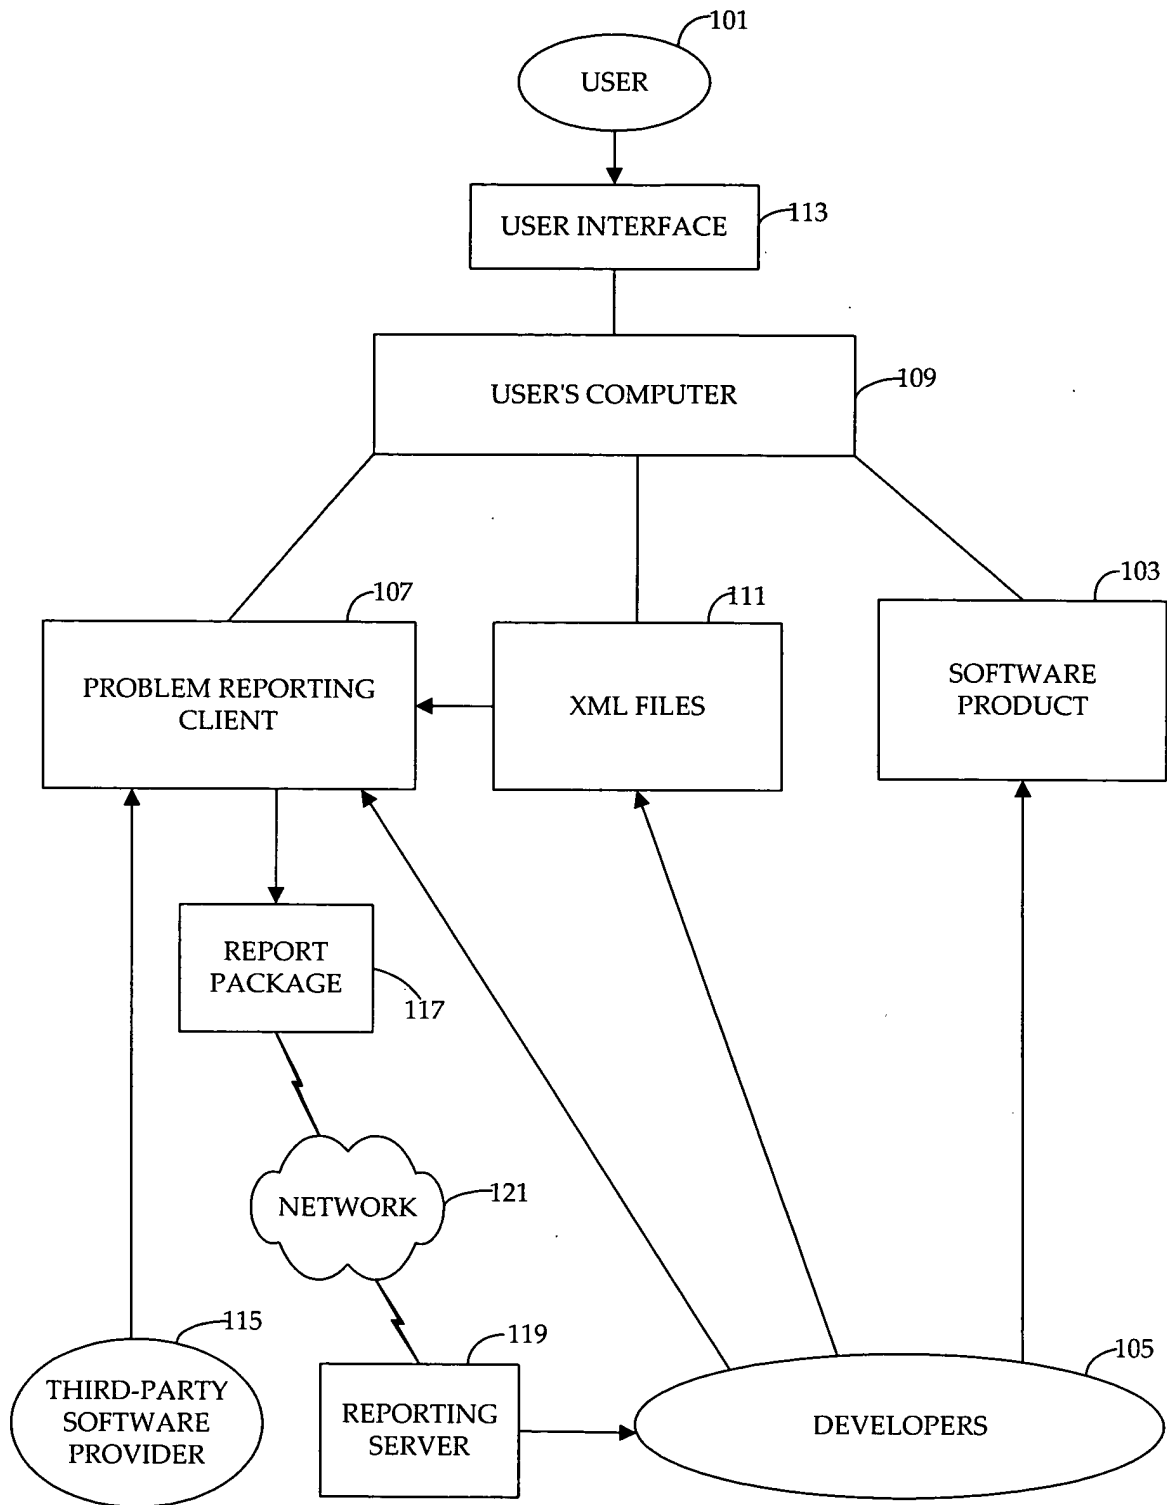 101
USER
USER INTERFACE
113
USER'S COMPUTER
109
107
111
103
PROBLEM REPORTING
CLIENT
XML FILES
SOFTWARE
PRODUCT
REPORT
PACKAGE
117
NETWORK
121
115
119
105
THIRD-PARTY
SOFTWARE
PROVIDER
REPORTING
SERVER
DEVELOPERS